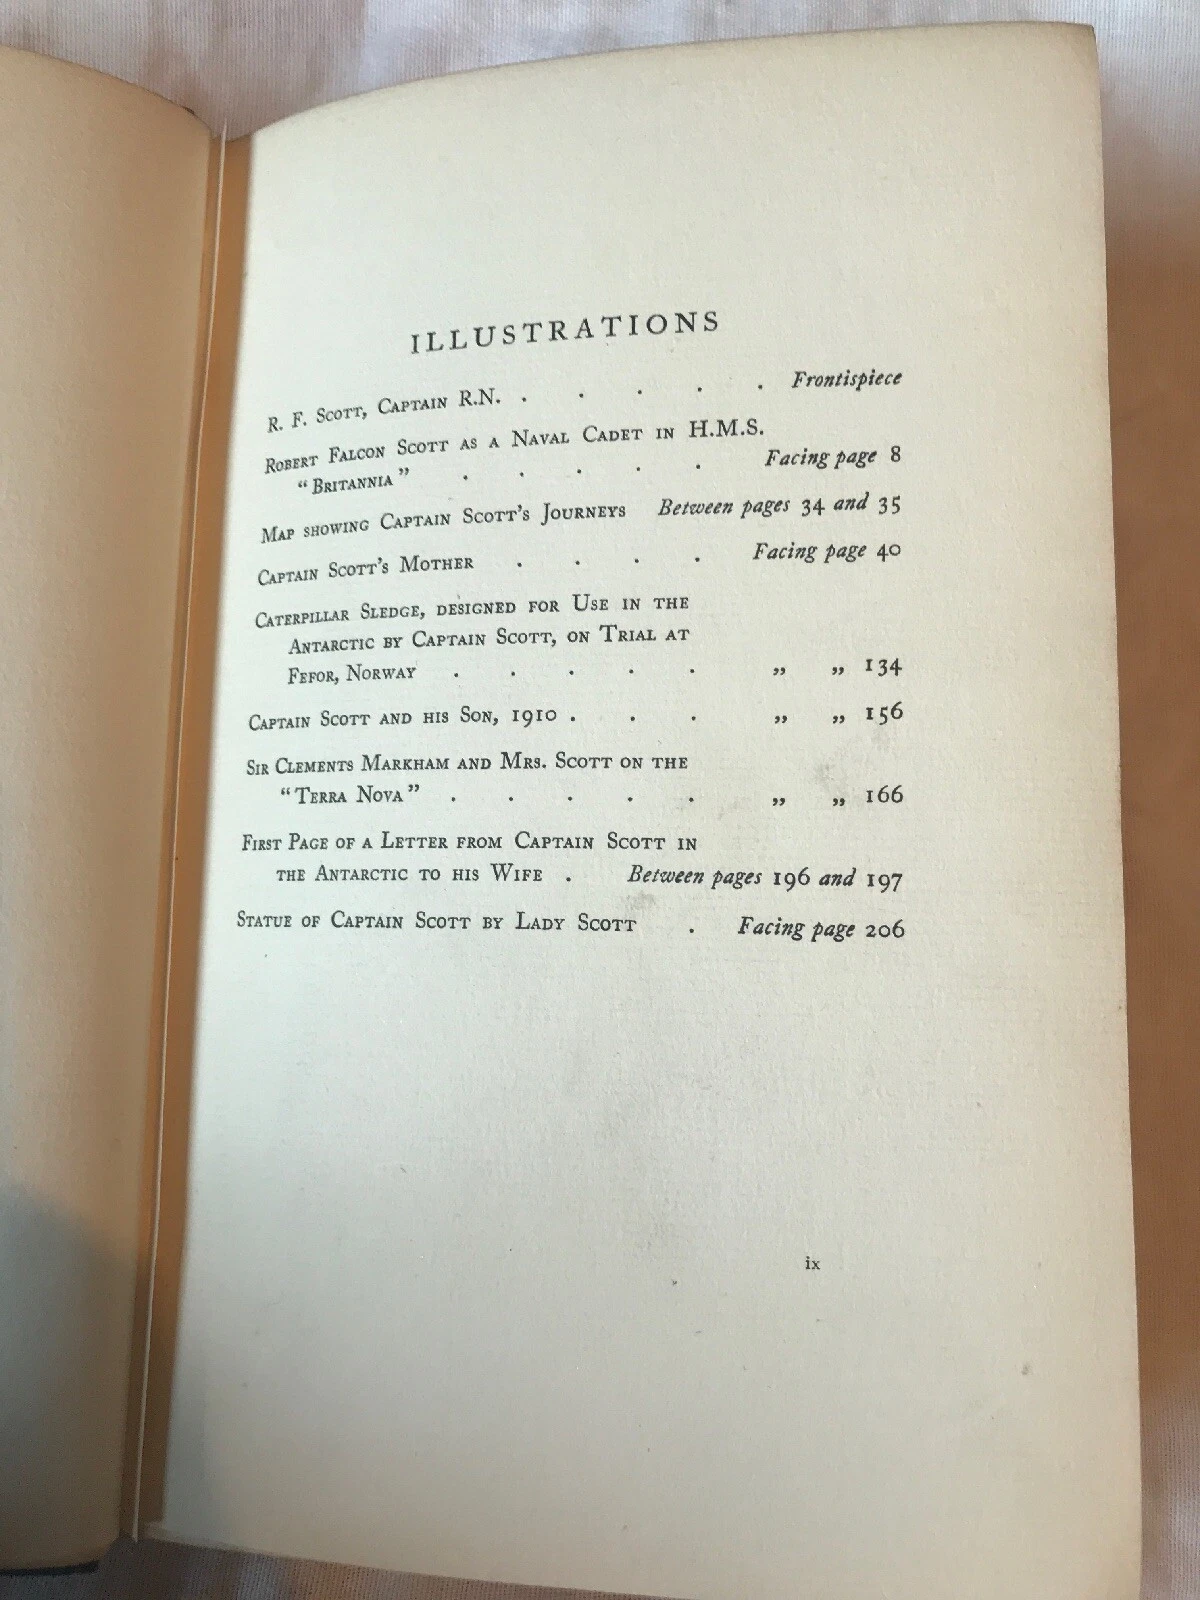 ILLUSTRATIONS
R. F. Scott, Captain R.N. . . . . . Frontispiece
Robert Falcon Scott as a Naval Cadet in H.M.S.
“Britannia” . . . . . Facing page 8
Map showing Captain Scott’s Journeys Between pages 34 and 35
Captain Scott’s Mother . . . . Facing page 40
Caterpillar Sledge, designed for Use in the
Antarctic by Captain Scott, on Trial at
Fefor, Norway . . . . . „ „ 134
Captain Scott and his Son, 1910 . . . „ „ 156
Sir Clements Markham and Mrs. Scott on the
“Terra Nova” . . . . . „ „ 166
First Page of a Letter from Captain Scott in
the Antarctic to his Wife . Between pages 196 and 197
Statue of Captain Scott by Lady Scott . Facing page 206
ix